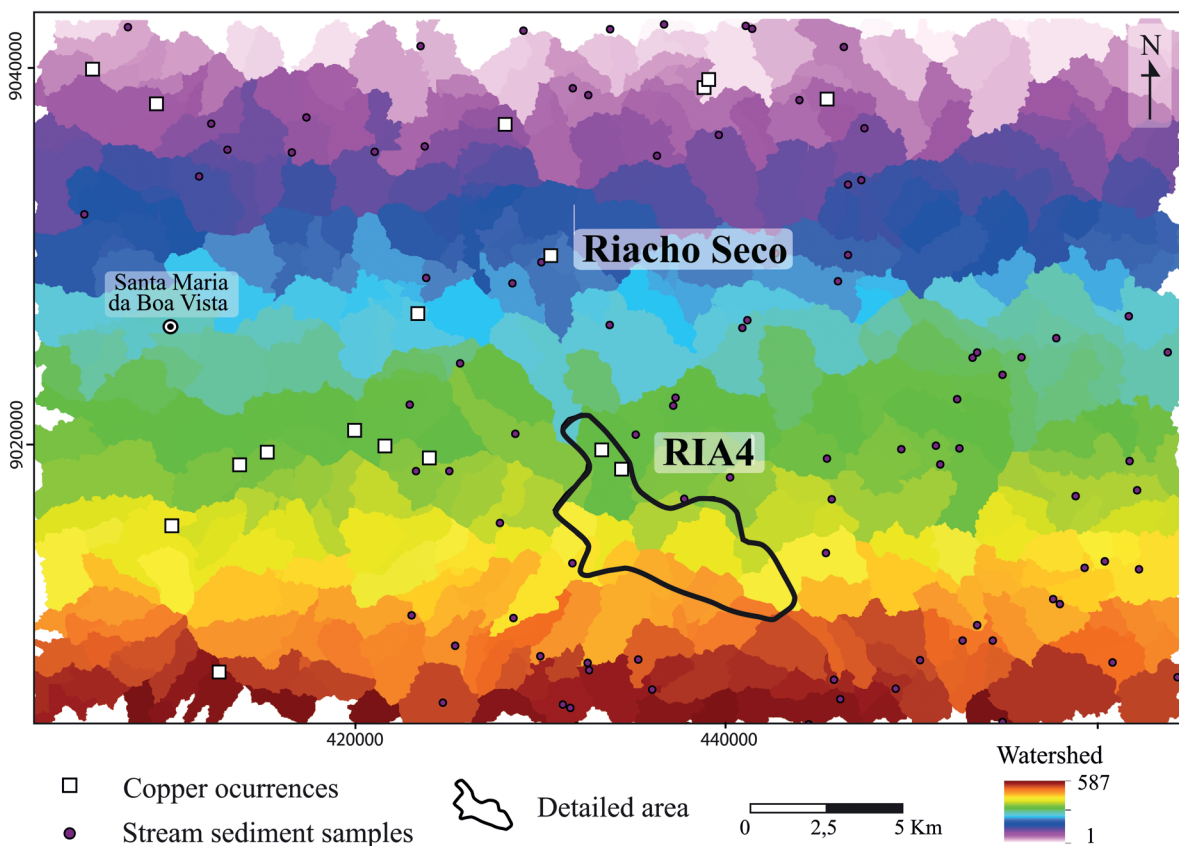 N
9040000
Riacho Seco
Santa Maria
da Boa Vista
9020000
RIA4
420000
440000
Copper ocurrences
Stream sediment samples
Detailed area
0
2,5
5 Km
Watershed
587
1